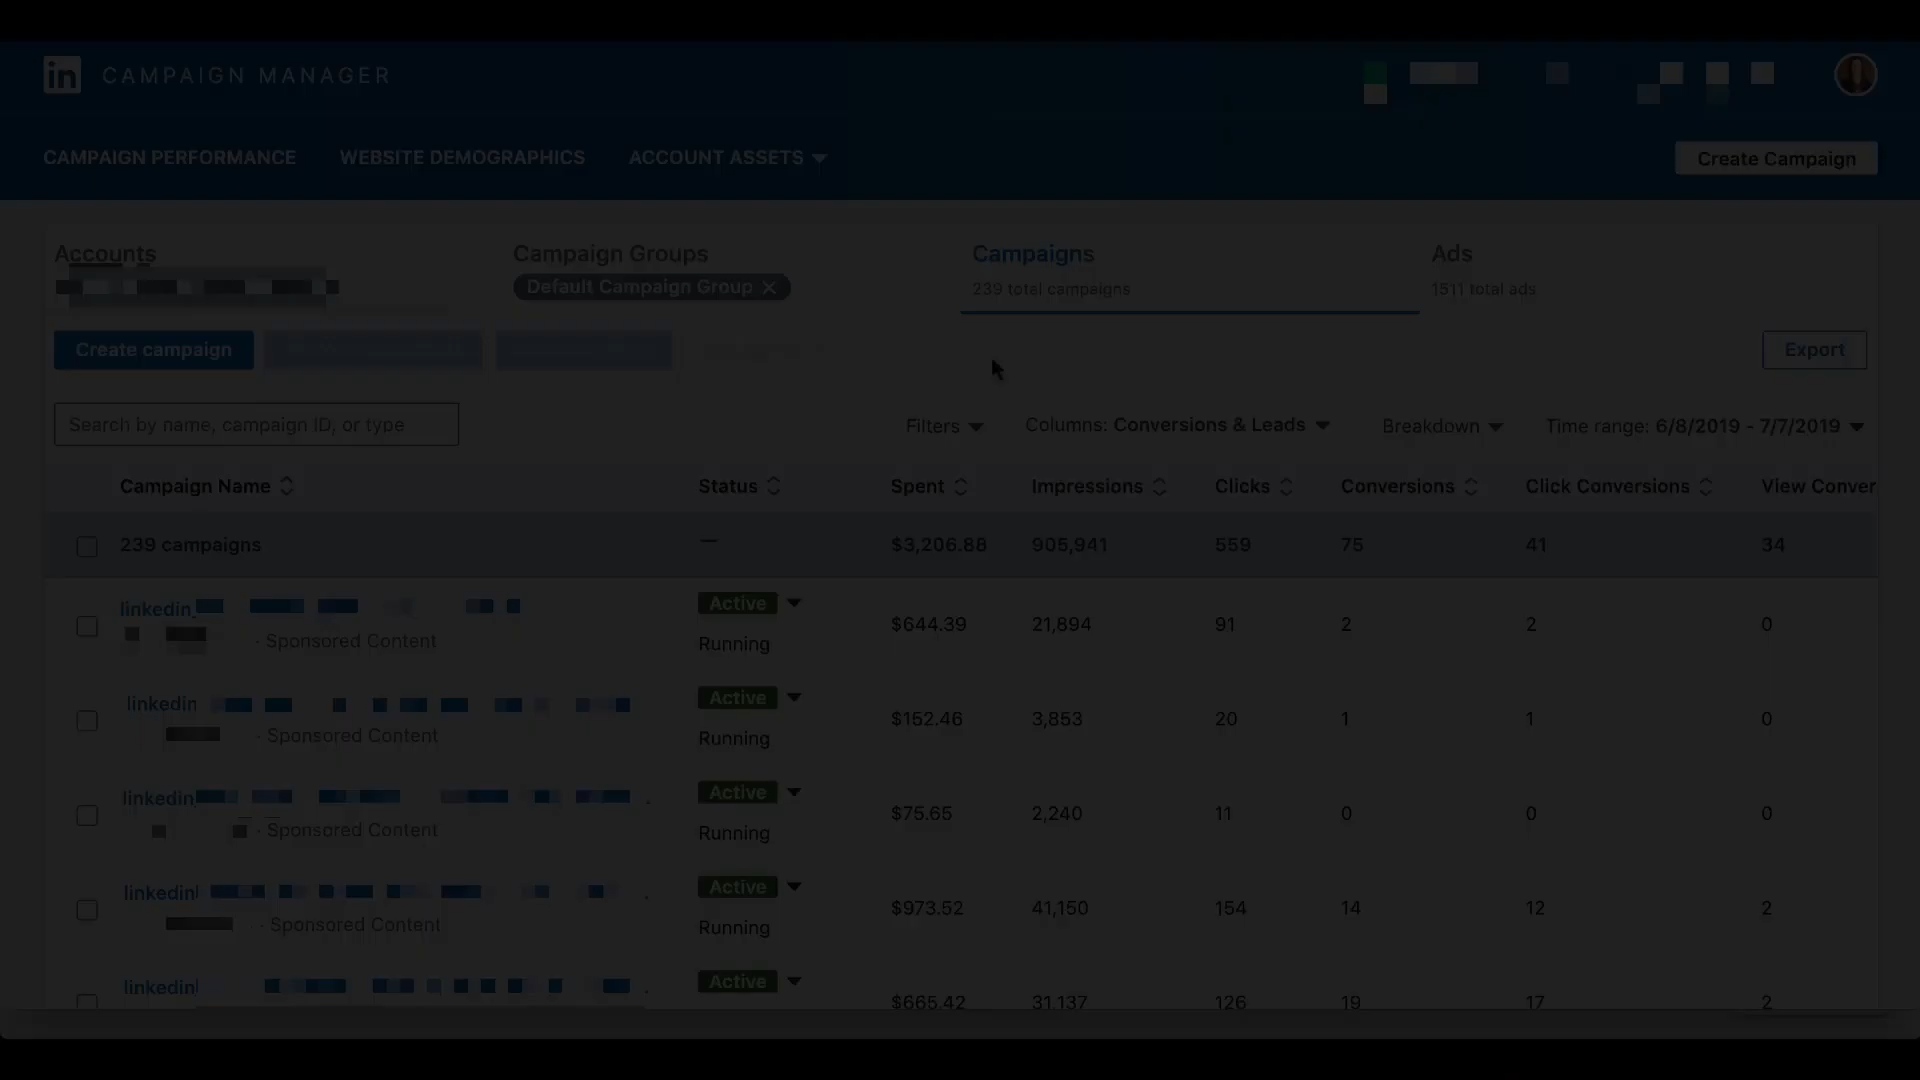 in CAMPAIGN MANAGER
CAMPAIGN PERFORMANCE WEBSITE DEMOGRAPHICS ACCOUNT ASSETS Create Campaign
Accounts Campaign Groups Campaigns Ads
Default Campaign Group 239 total campaigns 1511 total ads
Create campaign Export
Search by name, campaign ID, or type Filters Columns: Conversions & Leads Breakdown Time range: 6/8/2019 - 7/7/2019
Campaign Name Status Spent Impressions Clicks Conversions Click Conversions View Conver
239 campaigns — $3,206.88 905,941 559 75 41 34
linkedin Active
$644.39 21,894 91 2 2 0
· Sponsored Content Running
linkedin Active
$152.46 3,853 20 1 1 0
· Sponsored Content Running
linkedin Active
$75.65 2,240 11 0 0 0
· Sponsored Content Running
linkedin Active
$973.52 41,150 154 14 12 2
· Sponsored Content Running
linkedin Active
$665.42 31,137 126 19 17 2